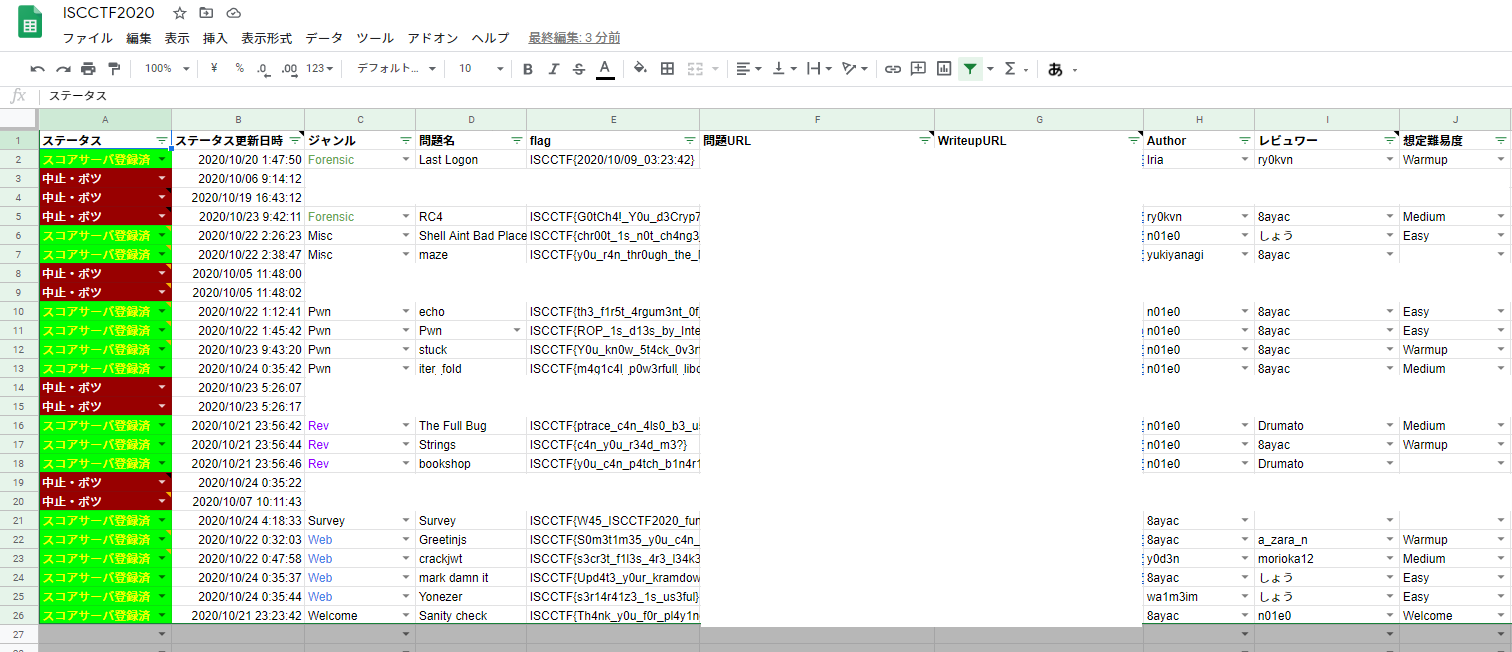 ISCCTF2020
ファイル 編集 表示 挿入 表示形式 データ ツール アドオン ヘルプ 最終編集: 3 分前
100% ¥ % .0 .00 123 デフォルト... 10 B I S A あ
fx ステータス
A B C D E F G H I J
1 ステータス ステータス更新日時 ジャンル 問題名 flag 問題URL WriteupURL Author レビュワー 想定難易度
2 スコアサーバ登録済 2020/10/20 1:47:50 Forensic Last Logon ISCCTF{2020/10/09_03:23:42} Iria ry0kvn Warmup
3 中止・ボツ 2020/10/06 9:14:12
4 中止・ボツ 2020/10/19 16:43:12
5 中止・ボツ 2020/10/23 9:42:11 Forensic RC4 ISCCTF{G0tCh4!_Y0u_d3Cryp7 ry0kvn 8ayac Medium
6 スコアサーバ登録済 2020/10/22 2:26:23 Misc Shell Aint Bad Place ISCCTF{chr00t_1s_n0t_ch4ng3_ n01e0 しょう Easy
7 スコアサーバ登録済 2020/10/22 2:38:47 Misc maze ISCCTF{y0u_r4n_thr0ugh_the_ yukiyanagi 8ayac
8 中止・ボツ 2020/10/05 11:48:00
9 中止・ボツ 2020/10/05 11:48:02
10 スコアサーバ登録済 2020/10/22 1:12:41 Pwn echo ISCCTF{th3_f1r5t_4rgum3nt_0f_ n01e0 8ayac Easy
11 スコアサーバ登録済 2020/10/22 1:45:42 Pwn Pwn ISCCTF{ROP_1s_d13s_by_Inte n01e0 8ayac Easy
12 スコアサーバ登録済 2020/10/23 9:43:20 Pwn stuck ISCCTF{Y0u_kn0w_5t4ck_0v3r n01e0 8ayac Warmup
13 スコアサーバ登録済 2020/10/24 0:35:42 Pwn iter_fold ISCCTF{m4g1c4l_p0w3rfull_libc n01e0 8ayac Medium
14 中止・ボツ 2020/10/23 5:26:07
15 中止・ボツ 2020/10/23 5:26:17
16 スコアサーバ登録済 2020/10/21 23:56:42 Rev The Full Bug ISCCTF{ptrace_c4n_4ls0_b3_u n01e0 Drumato Medium
17 スコアサーバ登録済 2020/10/21 23:56:44 Rev Strings ISCCTF{c4n_y0u_r34d_m3?} n01e0 8ayac Warmup
18 スコアサーバ登録済 2020/10/21 23:56:46 Rev bookshop ISCCTF{y0u_c4n_p4tch_b1n4r1 n01e0 Drumato
19 中止・ボツ 2020/10/24 0:35:22
20 中止・ボツ 2020/10/07 10:11:43
21 スコアサーバ登録済 2020/10/24 4:18:33 Survey Survey ISCCTF{W45_ISCCTF2020_fun 8ayac
22 スコアサーバ登録済 2020/10/22 0:32:03 Web Greetinjs ISCCTF{S0m3t1m35_y0u_c4n_ 8ayac a_zara_n Warmup
23 スコアサーバ登録済 2020/10/22 0:47:58 Web crackjwt ISCCTF{s3cr3t_f1l3s_4r3_l34k3 y0d3n morioka12 Medium
24 スコアサーバ登録済 2020/10/24 0:35:37 Web mark damn it ISCCTF{Upd4t3_y0ur_kramdow 8ayac しょう Easy
25 スコアサーバ登録済 2020/10/24 0:35:44 Web Yonezer ISCCTF{s3r14r41z3_1s_us3ful} wa1m3im しょう Easy
26 スコアサーバ登録済 2020/10/21 23:23:42 Welcome Sanity check ISCCTF{Th4nk_y0u_f0r_pl4y1n 8ayac n01e0 Welcome
27